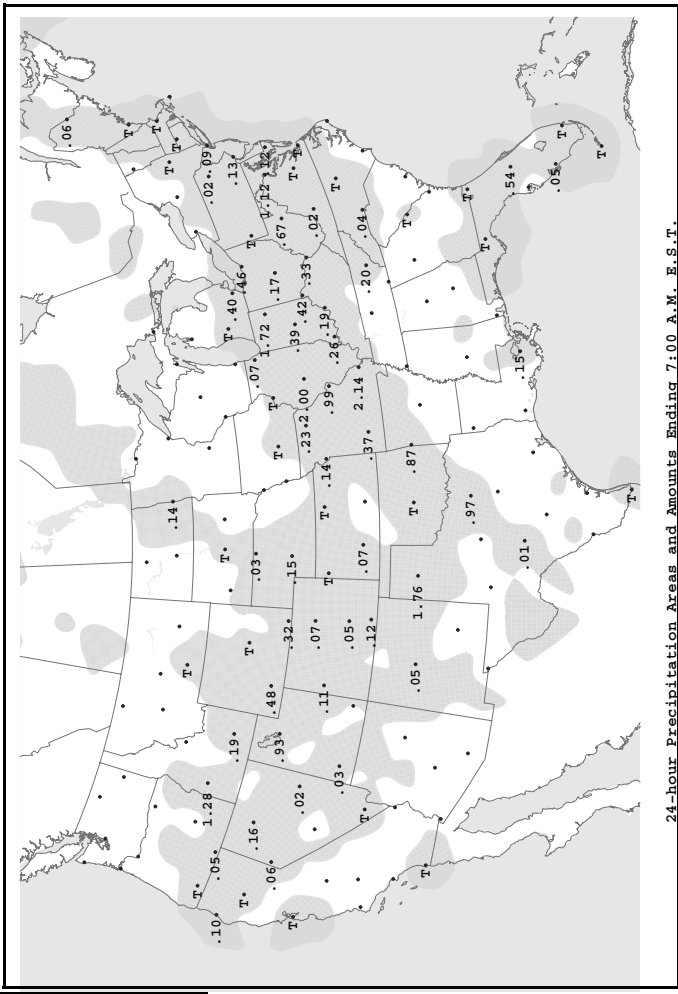 .06
T
T
T
.14
T
T
T
1.28
.02
.09
.05
.10
T
T
.40
.13
.19
.46
T
T
T
.16
.07
.03
1.72
1.12
.12
.06
.48
T
.17
T
.93
.67
.32
.15
T
T
.39
T
.02
.42
2.00
.23
.33
.02
.07
.11
T
.19
.14
T
.99
.26
T
.03
.05
2.14
.04
.07
T
.20
.37
.12
T
.87
T
.05
1.76
T
T
.97
T
.54
.15
.01
.05
T
T
T
24-hour Precipitation Areas and Amounts Ending 7:00 A.M. E.S.T.